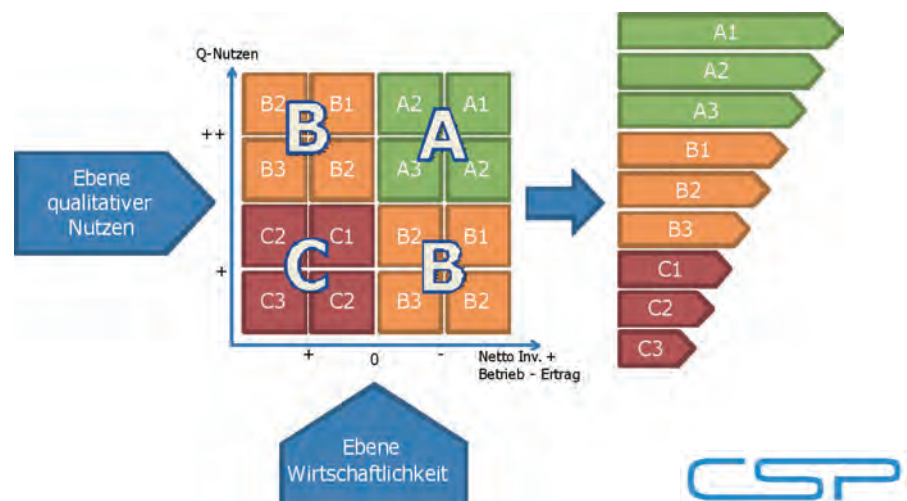 Q-Nutzen
++
+
B2 B1 A2 A1
B3 B2 A3 A2
C2 C1 B2 B1
C3 C2 B3 B2
B
A
C
B
+ 0 -
Netto Inv. +
Betrieb - Ertrag
Ebene
qualitativer
Nutzen
Ebene
Wirtschaftlichkeit
A1
A2
A3
B1
B2
B3
C1
C2
C3
CSP